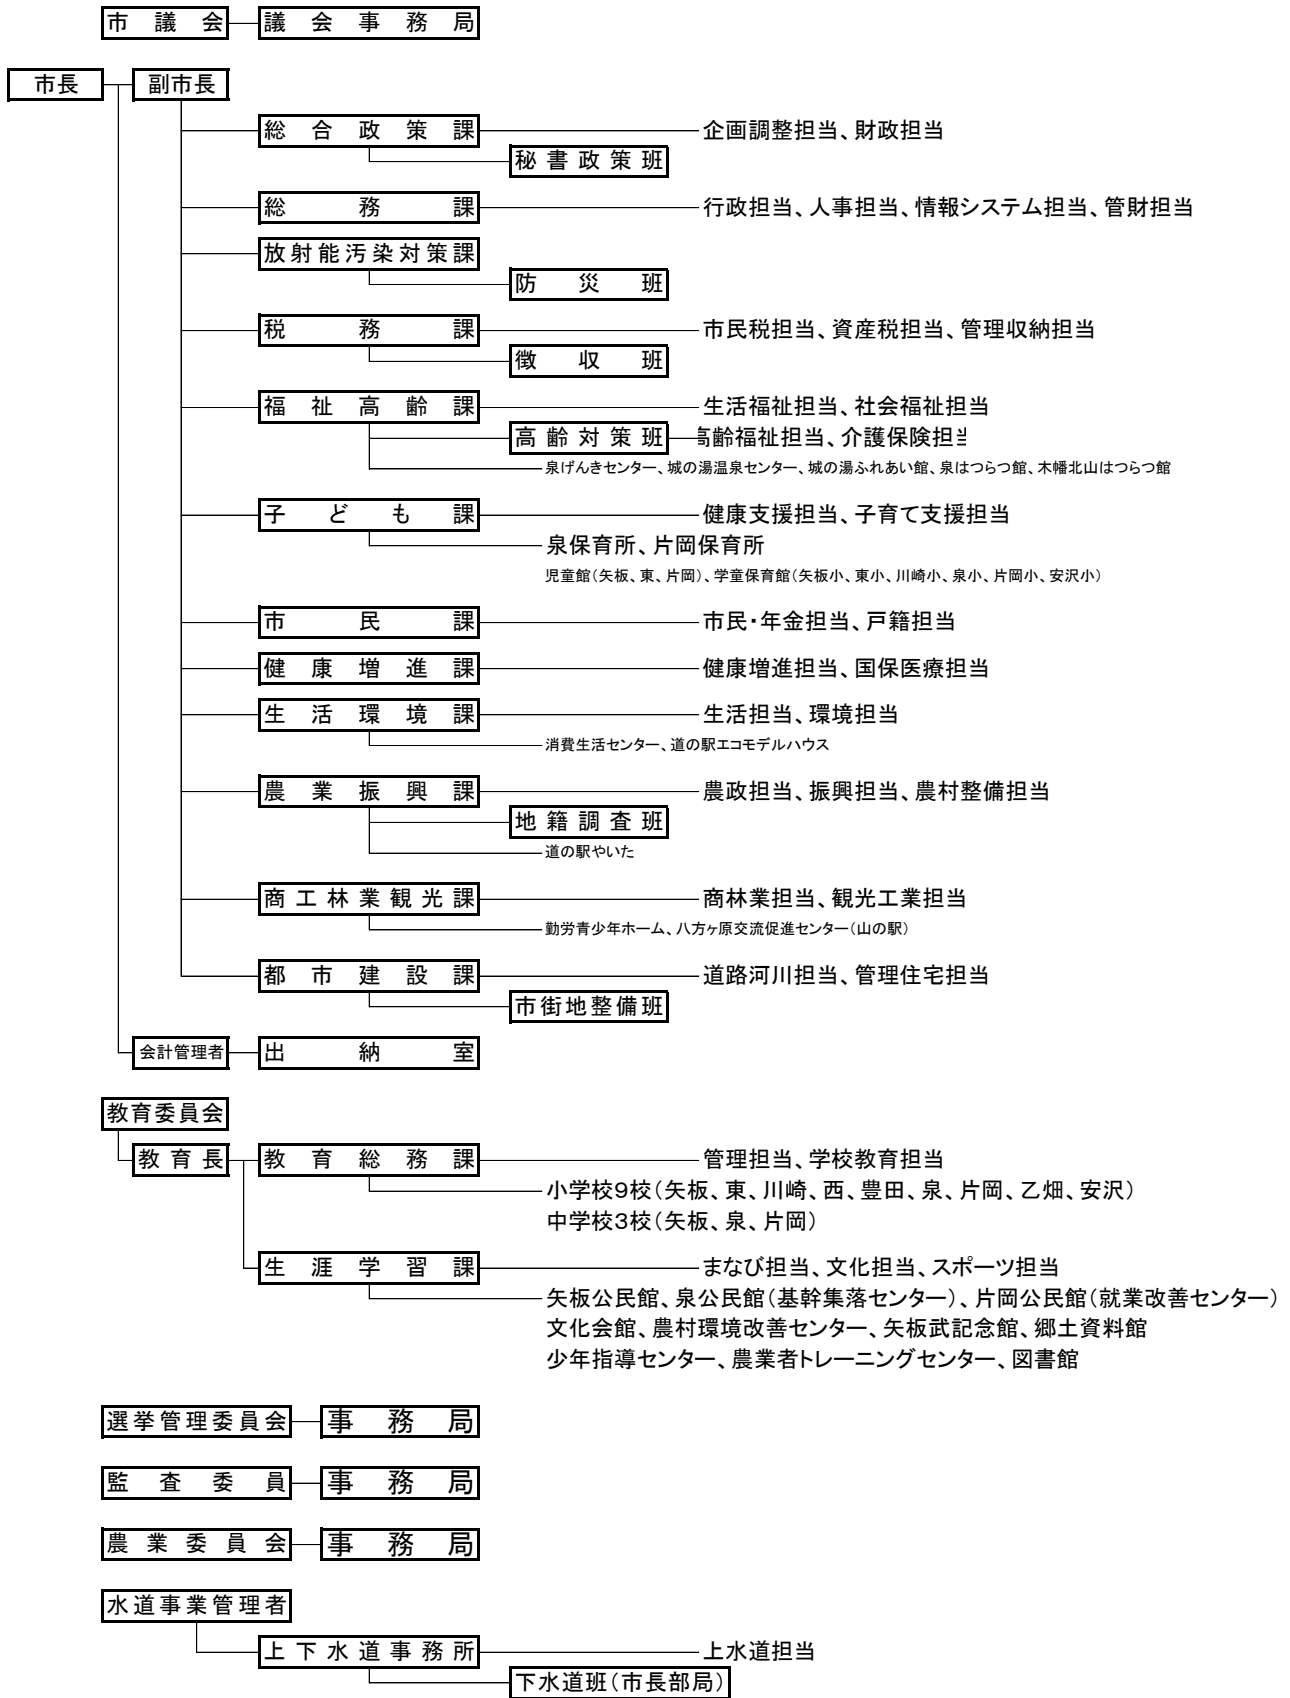 市議会 議会事務局
市長 副市長
総合政策課 企画調整担当、財政担当
秘書政策班
総務課 行政担当、人事担当、情報システム担当、管財担当
放射能汚染対策課
防災班
税務課 市民税担当、資産税担当、管理収納担当
徴収班
福祉高齢課 生活福祉担当、社会福祉担当
高齢対策班 高齢福祉担当、介護保険担当
泉げんきセンター、城の湯温泉センター、城の湯ふれあい館、泉はつらつ館、木幡北山はつらつ館
子ども課 健康支援担当、子育て支援担当
泉保育所、片岡保育所
児童館（矢板、東、片岡）、学童保育館（矢板小、東小、川崎小、泉小、片岡小、安沢小）
市民課 市民・年金担当、戸籍担当
健康増進課 健康増進担当、国保医療担当
生活環境課 生活担当、環境担当
消費生活センター、道の駅エコモデルハウス
農業振興課 農政担当、振興担当、農村整備担当
地籍調査班
道の駅やいた
商工林業観光課 商林業担当、観光工業担当
勤労青少年ホーム、八方ヶ原交流促進センター（山の駅）
都市建設課 道路河川担当、管理住宅担当
市街地整備班
会計管理者 出納室
教育委員会
教育長 教育総務課 管理担当、学校教育担当
小学校９校（矢板、東、川崎、西、豊田、泉、片岡、乙畑、安沢）
中学校３校（矢板、泉、片岡）
生涯学習課 まなび担当、文化担当、スポーツ担当
矢板公民館、泉公民館（基幹集落センター）、片岡公民館（就業改善センター）
文化会館、農村環境改善センター、矢板武記念館、郷土資料館
少年指導センター、農業者トレーニングセンター、図書館
選挙管理委員会 事務局
監査委員 事務局
農業委員会 事務局
水道事業管理者
上下水道事務所 上水道担当
下水道班（市長部局）